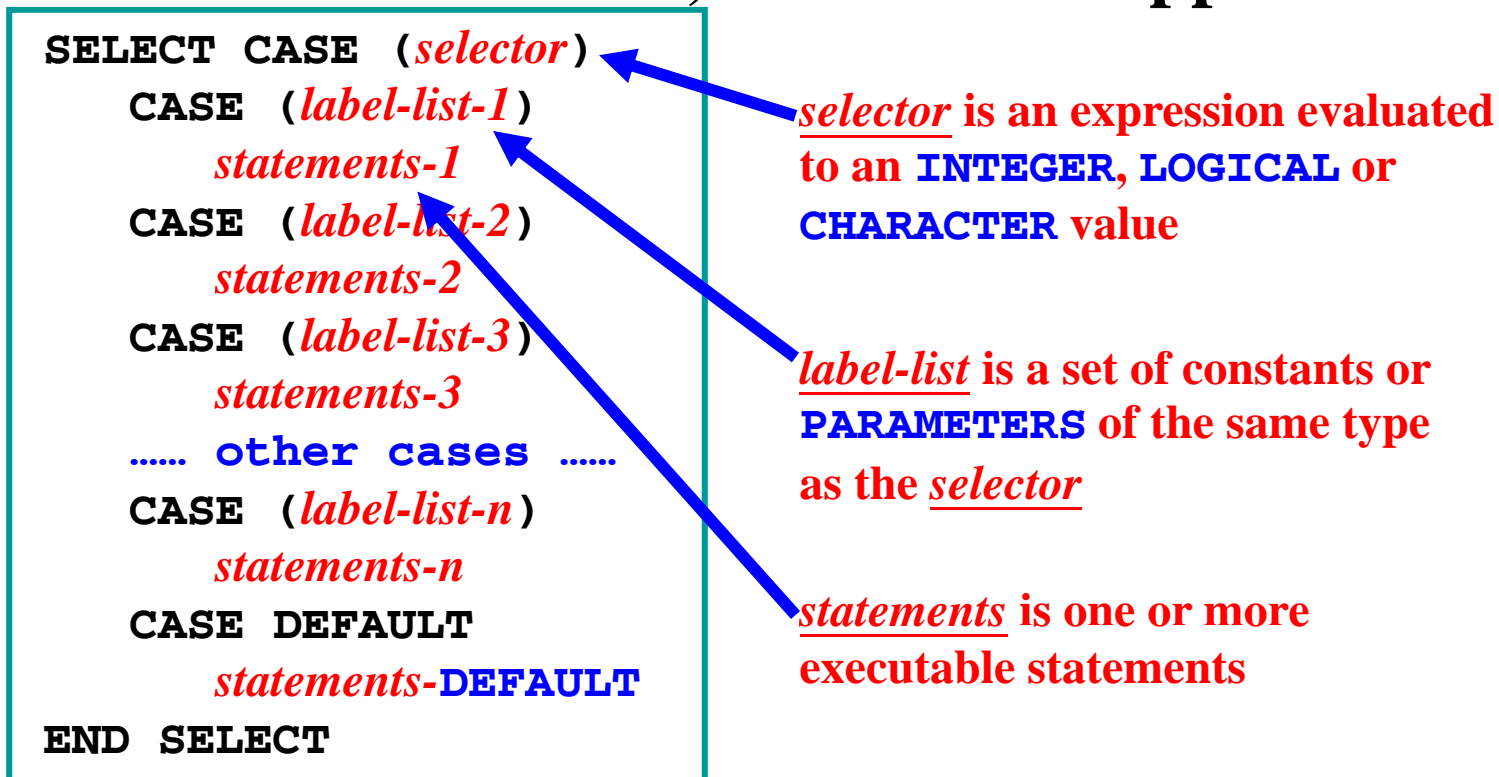 SELECT CASE (selector)
CASE (label-list-1)
statements-1
CASE (label-list-2)
statements-2
CASE (label-list-3)
statements-3
…… other cases ……
CASE (label-list-n)
statements-n
CASE DEFAULT
statements-DEFAULT
END SELECT
selector is an expression evaluated
to an INTEGER, LOGICAL or
CHARACTER value
label-list is a set of constants or
PARAMETERS of the same type
as the selector
statements is one or more
executable statements